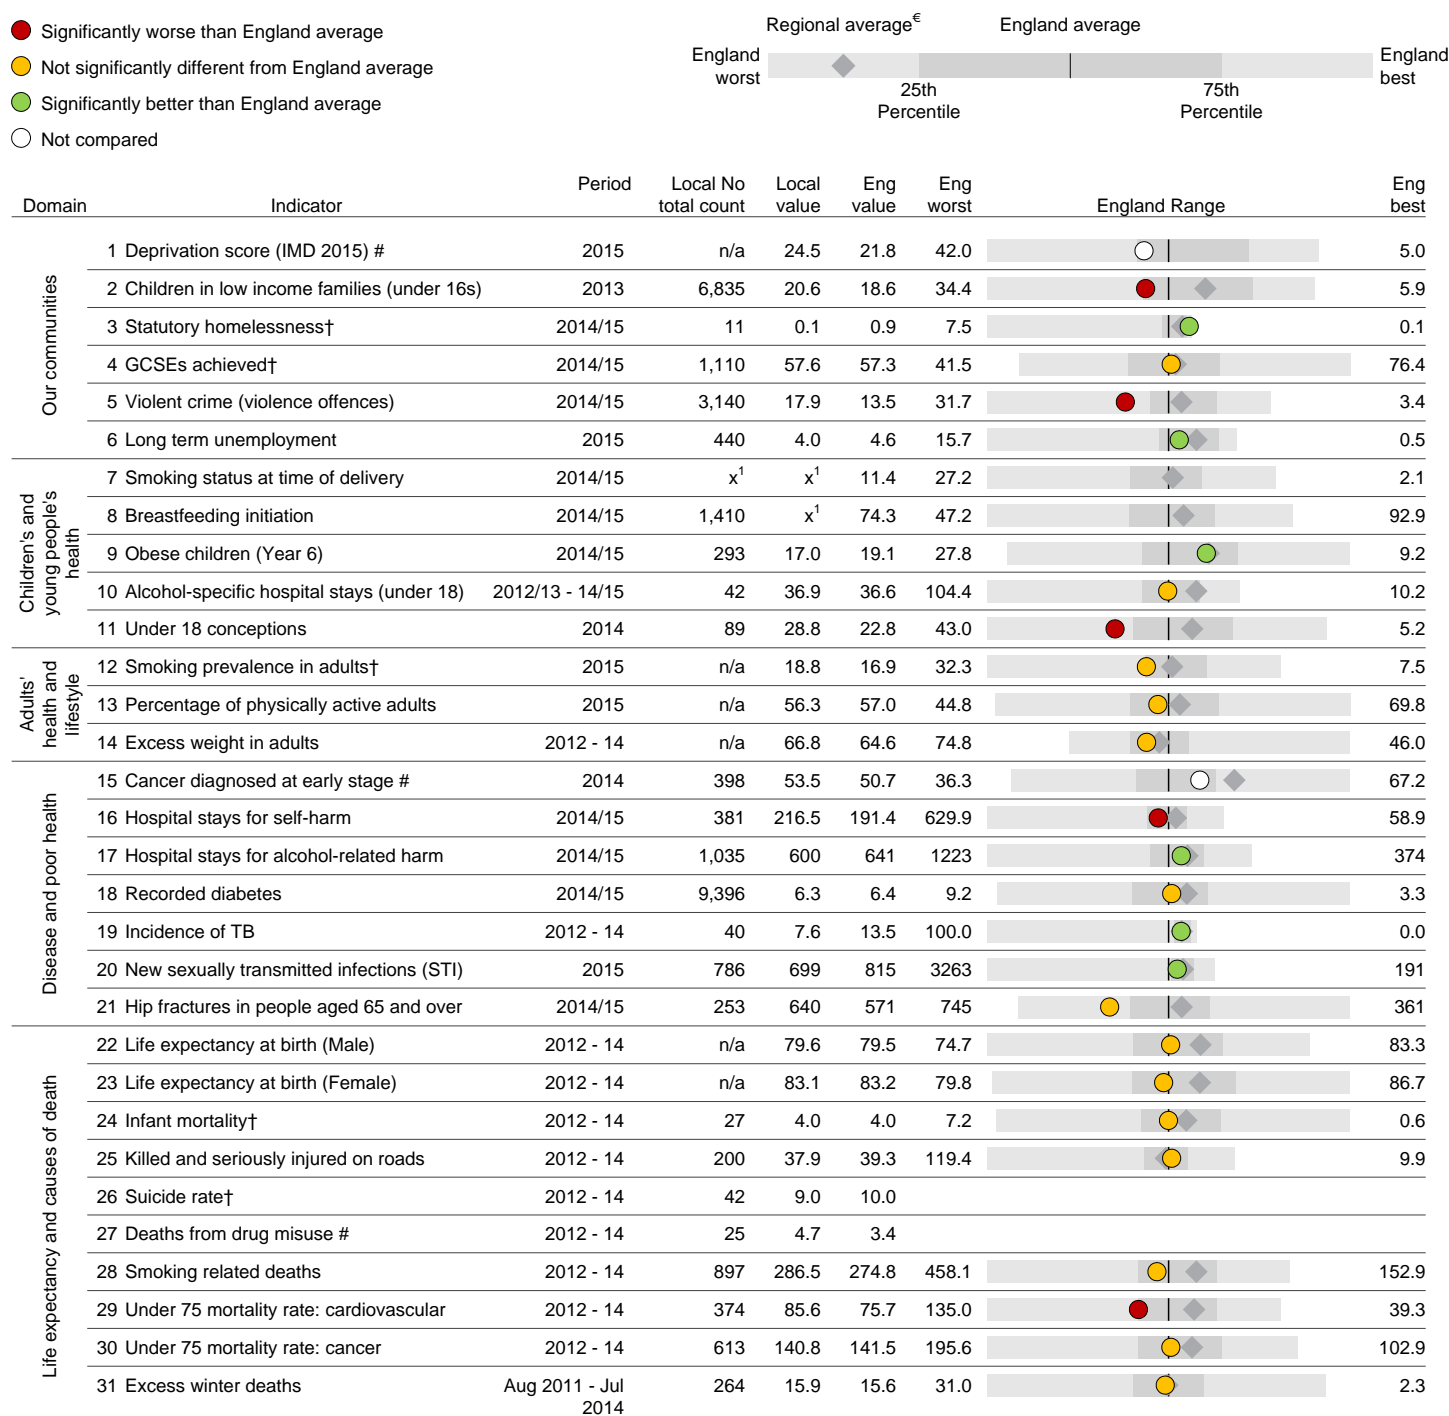 Significantly worse than England average
Not significantly different from England average
Significantly better than England average
Not compared
Regional average€ England average
England worst England best
25th Percentile 75th Percentile
Domain Indicator Period Local No total count Local value Eng value Eng worst England Range Eng best
Our communities
1 Deprivation score (IMD 2015) # 2015 n/a 24.5 21.8 42.0 5.0
2 Children in low income families (under 16s) 2013 6,835 20.6 18.6 34.4 5.9
3 Statutory homelessness† 2014/15 11 0.1 0.9 7.5 0.1
4 GCSEs achieved† 2014/15 1,110 57.6 57.3 41.5 76.4
5 Violent crime (violence offences) 2014/15 3,140 17.9 13.5 31.7 3.4
6 Long term unemployment 2015 440 4.0 4.6 15.7 0.5
Children's and young people's health
7 Smoking status at time of delivery 2014/15 x1 x1 11.4 27.2 2.1
8 Breastfeeding initiation 2014/15 1,410 x1 74.3 47.2 92.9
9 Obese children (Year 6) 2014/15 293 17.0 19.1 27.8 9.2
10 Alcohol-specific hospital stays (under 18) 2012/13 - 14/15 42 36.9 36.6 104.4 10.2
11 Under 18 conceptions 2014 89 28.8 22.8 43.0 5.2
Adults' health and lifestyle
12 Smoking prevalence in adults† 2015 n/a 18.8 16.9 32.3 7.5
13 Percentage of physically active adults 2015 n/a 56.3 57.0 44.8 69.8
14 Excess weight in adults 2012 - 14 n/a 66.8 64.6 74.8 46.0
Disease and poor health
15 Cancer diagnosed at early stage # 2014 398 53.5 50.7 36.3 67.2
16 Hospital stays for self-harm 2014/15 381 216.5 191.4 629.9 58.9
17 Hospital stays for alcohol-related harm 2014/15 1,035 600 641 1223 374
18 Recorded diabetes 2014/15 9,396 6.3 6.4 9.2 3.3
19 Incidence of TB 2012 - 14 40 7.6 13.5 100.0 0.0
20 New sexually transmitted infections (STI) 2015 786 699 815 3263 191
21 Hip fractures in people aged 65 and over 2014/15 253 640 571 745 361
Life expectancy and causes of death
22 Life expectancy at birth (Male) 2012 - 14 n/a 79.6 79.5 74.7 83.3
23 Life expectancy at birth (Female) 2012 - 14 n/a 83.1 83.2 79.8 86.7
24 Infant mortality† 2012 - 14 27 4.0 4.0 7.2 0.6
25 Killed and seriously injured on roads 2012 - 14 200 37.9 39.3 119.4 9.9
26 Suicide rate† 2012 - 14 42 9.0 10.0
27 Deaths from drug misuse # 2012 - 14 25 4.7 3.4
28 Smoking related deaths 2012 - 14 897 286.5 274.8 458.1 152.9
29 Under 75 mortality rate: cardiovascular 2012 - 14 374 85.6 75.7 135.0 39.3
30 Under 75 mortality rate: cancer 2012 - 14 613 140.8 141.5 195.6 102.9
31 Excess winter deaths Aug 2011 - Jul 2014 264 15.9 15.6 31.0 2.3